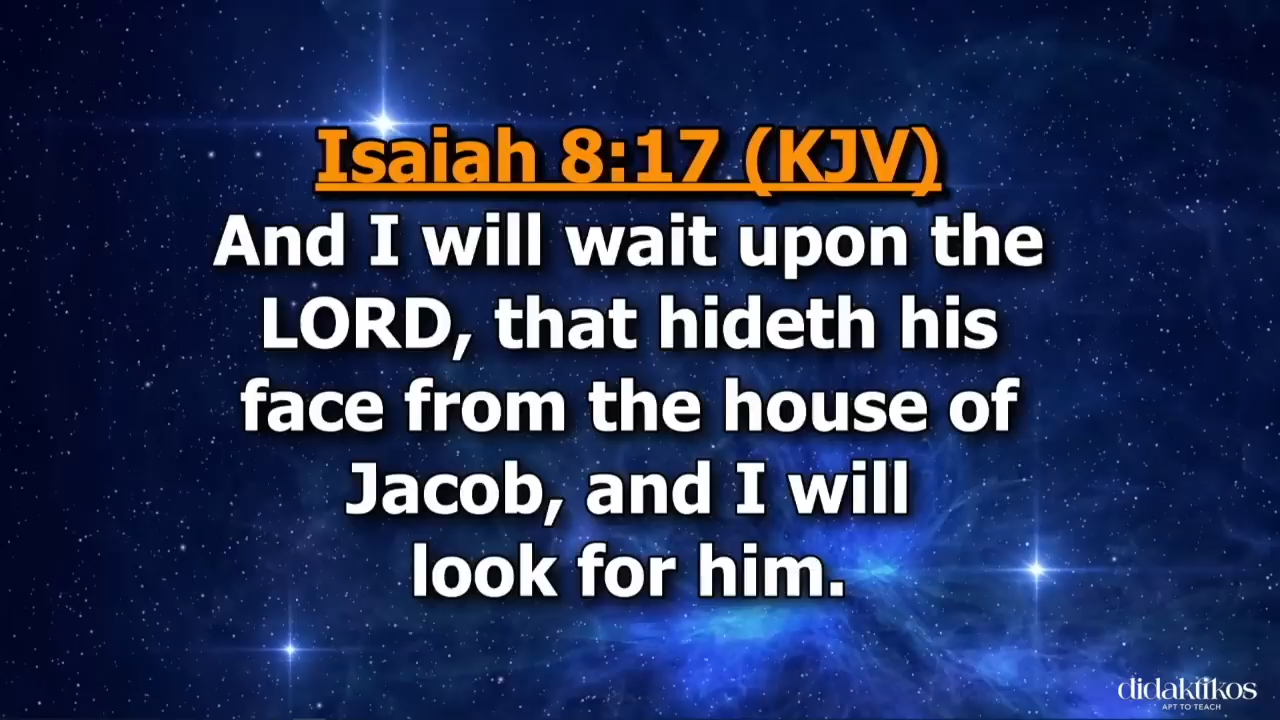 Isaiah 8:17 (KJV)
And I will wait upon the
LORD, that hideth his
face from the house of
Jacob, and I will
look for him.
didaktikos
APT TO TEACH